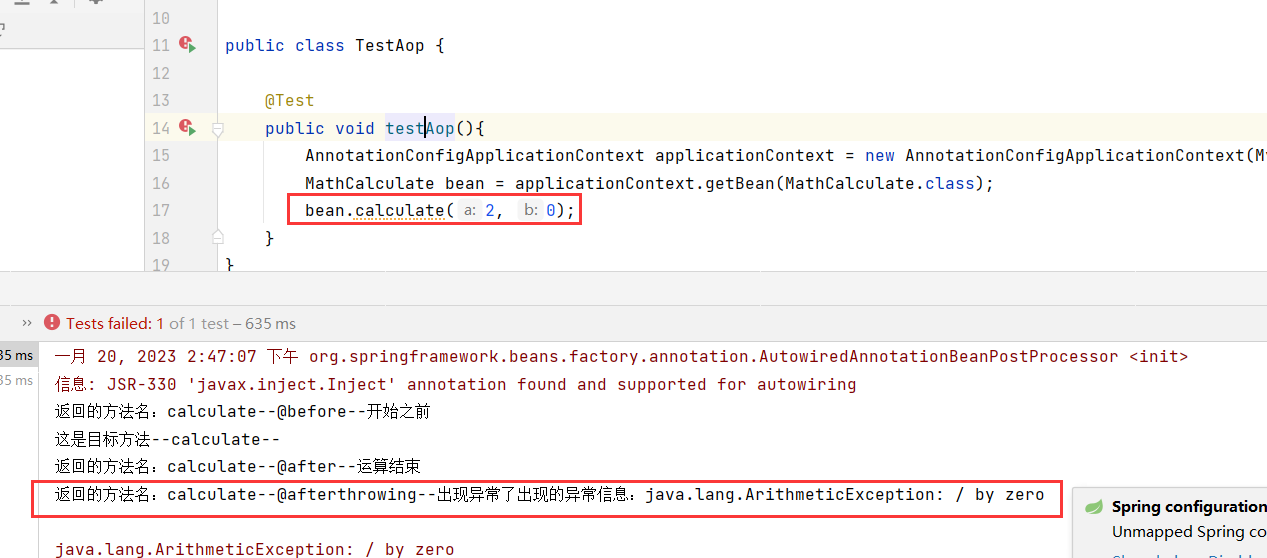 10
11 public class TestAop {
12
13 @Test
14 public void testAop(){
15 AnnotationConfigApplicationContext applicationContext = new AnnotationConfigApplicationContext(
16 MathCalculate bean = applicationContext.getBean(MathCalculate.class);
17 bean.calculate( a: 2, b: 0);
18 }
19 }
» Tests failed: 1 of 1 test – 635 ms
35 ms
一月 20, 2023 2:47:07 下午 org.springframework.beans.factory.annotation.AutowiredAnnotationBeanPostProcessor <init>
35 ms
信息: JSR-330 'javax.inject.Inject' annotation found and supported for autowiring
返回的方法名：calculate--@before--开始之前
这是目标方法--calculate--
返回的方法名：calculate--@after--运算结束
返回的方法名：calculate--@afterthrowing--出现异常了出现的异常信息：java.lang.ArithmeticException: / by zero
Spring configuration
Unmapped Spring co
java.lang.ArithmeticException: / by zero